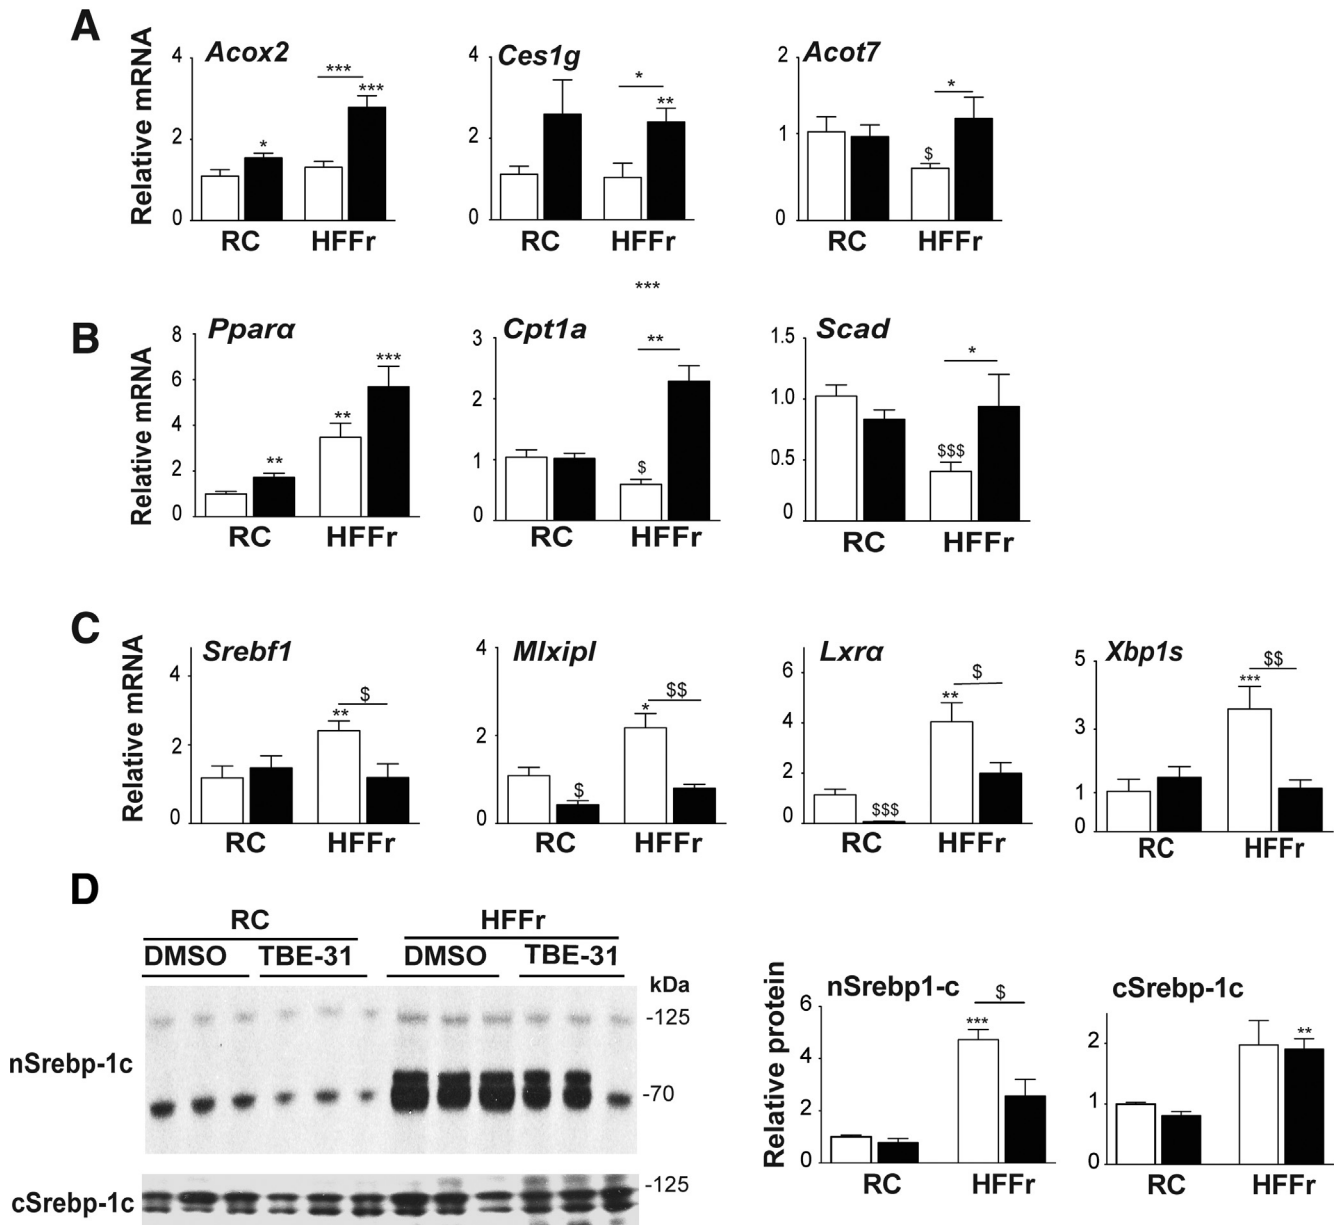 A
Relative mRNA
Acox2
4
2
0
*
***
***
RC
HFFr
Ces1g
4
2
0
*
**
RC
HFFr
Acot7
2
1
0
$
*
RC
HFFr
***
B
Relative mRNA
Pparα
8
6
4
2
0
**
**
***
RC
HFFr
Cpt1a
3
2
1
0
$
**
RC
HFFr
Scad
1.5
1.0
0.5
0
$$$
*
RC
HFFr
C
Relative mRNA
Srebf1
4
2
0
**
$
RC
HFFr
Mlxipl
4
2
0
$
*
$$
RC
HFFr
Lxrα
6
4
2
0
$$$
**
$
RC
HFFr
Xbp1s
5
3
1
0
***
$$
RC
HFFr
D
RC
HFFr
DMSO
TBE-31
DMSO
TBE-31
kDa
-125
nSrebp-1c
-70
-125
cSrebp-1c
Relative protein
nSrebp1-c
6
4
2
0
***
$
RC
HFFr
cSrebp-1c
2
1
0
**
RC
HFFr